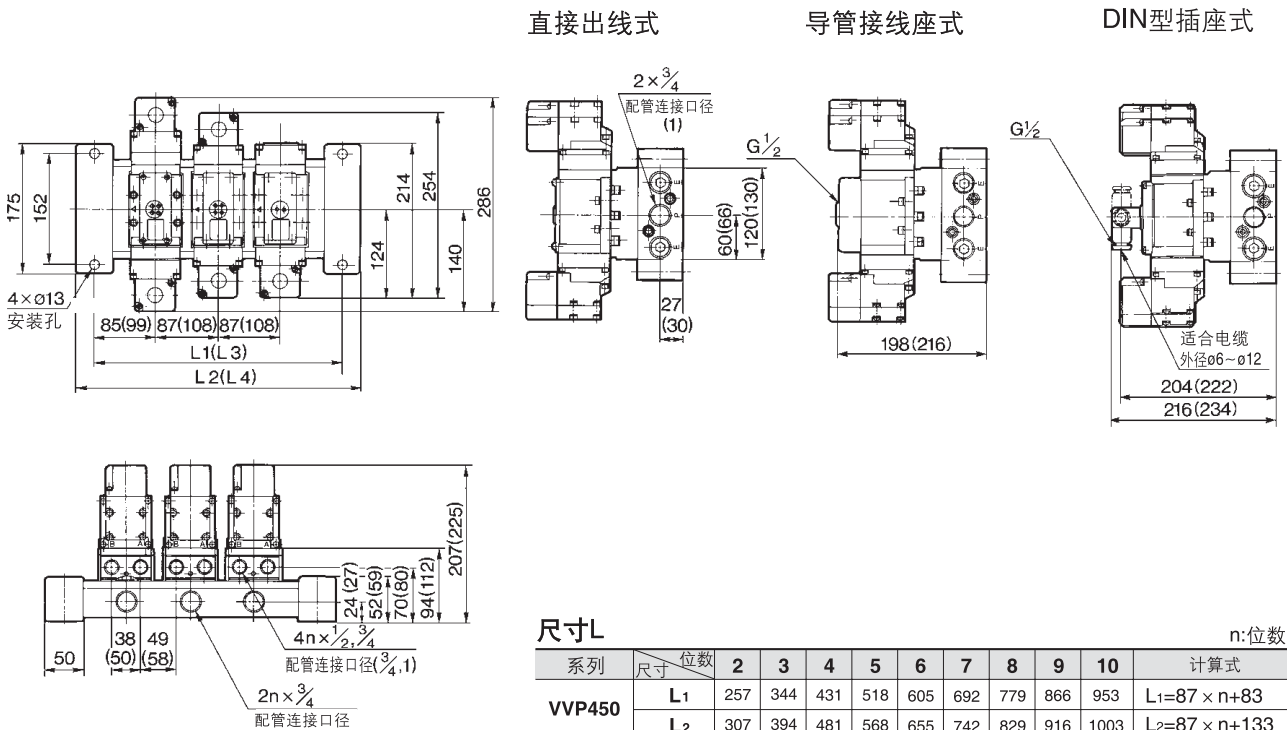 直接出线式
导管接线座式
DIN型插座式
2×3/4
配管连接口径
(1)
G1/2
G1/2
175
152
214
254
286
124
140
4×ø13
安装孔
85(99)
87(108)
87(108)
L1(L3)
L2(L4)
E
P
E
60(66)
120(130)
27
(30)
198(216)
E
P
E
适合电缆
外径ø6~ø12
204(222)
216(234)
B
A
B
A
207(225)
24(27)
52(59)
70(80)
94(112)
50
38
(50)
49
(58)
4n×1/2,3/4
配管连接口径(3/4,1)
2n×3/4
配管连接口径
尺寸L
n:位数
系列 尺寸 位数 2 3 4 5 6 7 8 9 10 计算式
VVP450 L1 257 344 431 518 605 692 779 866 953 L1=87×n+83
L2 307 394 481 568 655 742 829 916 1003 L2=87×n+133